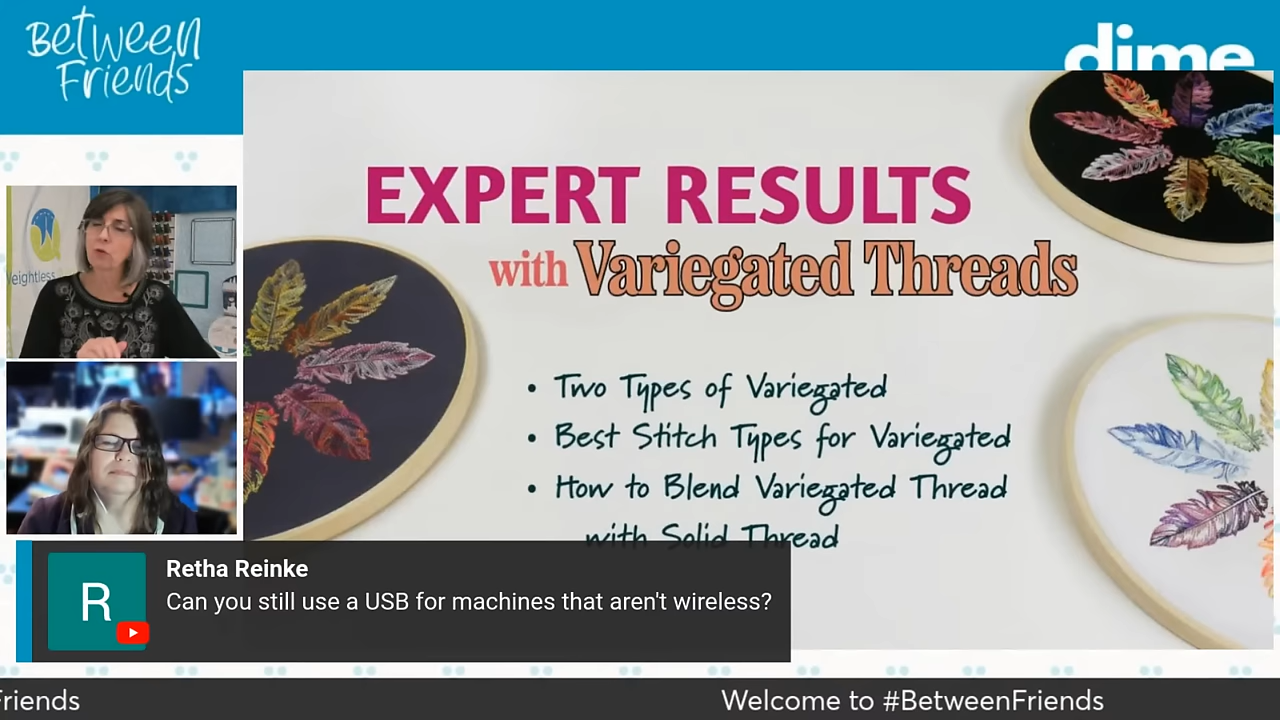 Between
Friends
dime
EXPERT RESULTS
with Variegated Threads
• Two Types of Variegated
• Best Stitch Types for Variegated
• How to Blend Variegated Thread
with Solid Thread
R
Retha Reinke
Can you still use a USB for machines that aren't wireless?
Friends
Welcome to #BetweenFriends